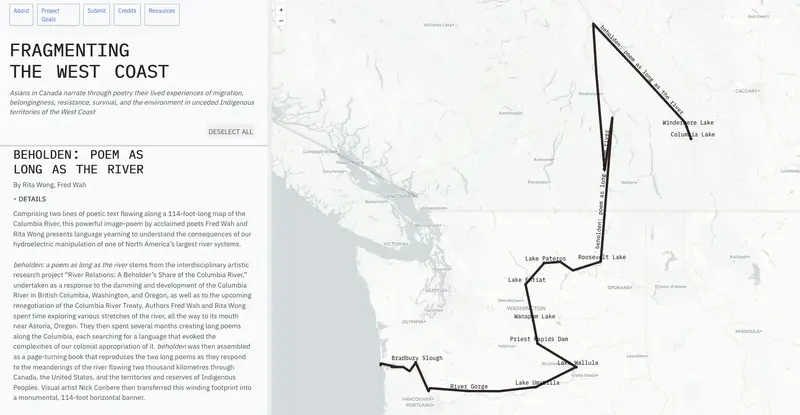 About
Project Goals
Submit
Credits
Resources
FRAGMENTING
THE WEST COAST
Asians in Canada narrate through poetry their lived experiences of migration,
belongingness, resistance, survival, and the environment in unceded Indigenous
territories of the West Coast
DESELECT ALL
BEHOLDEN: POEM AS
LONG AS THE RIVER
By Rita Wong, Fred Wah
DETAILS
Comprising two lines of poetic text flowing along a 114-foot-long map of the
Columbia River, this powerful image-poem by acclaimed poets Fred Wah and
Rita Wong presents language yearning to understand the consequences of our
hydroelectric manipulation of one of North America's largest river systems.
beholden: a poem as long as the river stems from the interdisciplinary artistic
research project "River Relations: A Beholder's Share of the Columbia River,"
undertaken as a response to the damming and development of the Columbia
River in British Columbia, Washington, and Oregon, as well as to the upcoming
renegotiation of the Columbia River Treaty. Authors Fred Wah and Rita Wong
spent time exploring various stretches of the river, all the way to its mouth
near Astoria, Oregon. They then spent several months creating long poems
along the Columbia, each searching for a language that evoked the
complexities of our colonial appropriation of it. beholden was then assembled
as a page-turning book that reproduces the two long poems as they respond
to the meanderings of the river flowing two thousand kilometres through
Canada, the United States, and the territories and reserves of Indigenous
Peoples. Visual artist Nick Conbere then transferred this winding footprint into
a monumental, 114-foot horizontal banner.
+
−
Williams Lake
beholden: poem as long as the river
CALGARY
Windermere Lake
Columbia Lake
Kamloops
VANCOUVER
VICTORIA
beholden: poem as long as the river
Lake Pateros
Roosevelt Lake
Lake Entiat
SEATTLE
WASHINGTON
SPOKANE
Wanapum Lake
OLYMPIA
Priest Rapids Dam
MISSOULA
Bradbury Slough
Lake Wallula
River Gorge
Lake Umatilla
VANCOUVER
PORTLAND